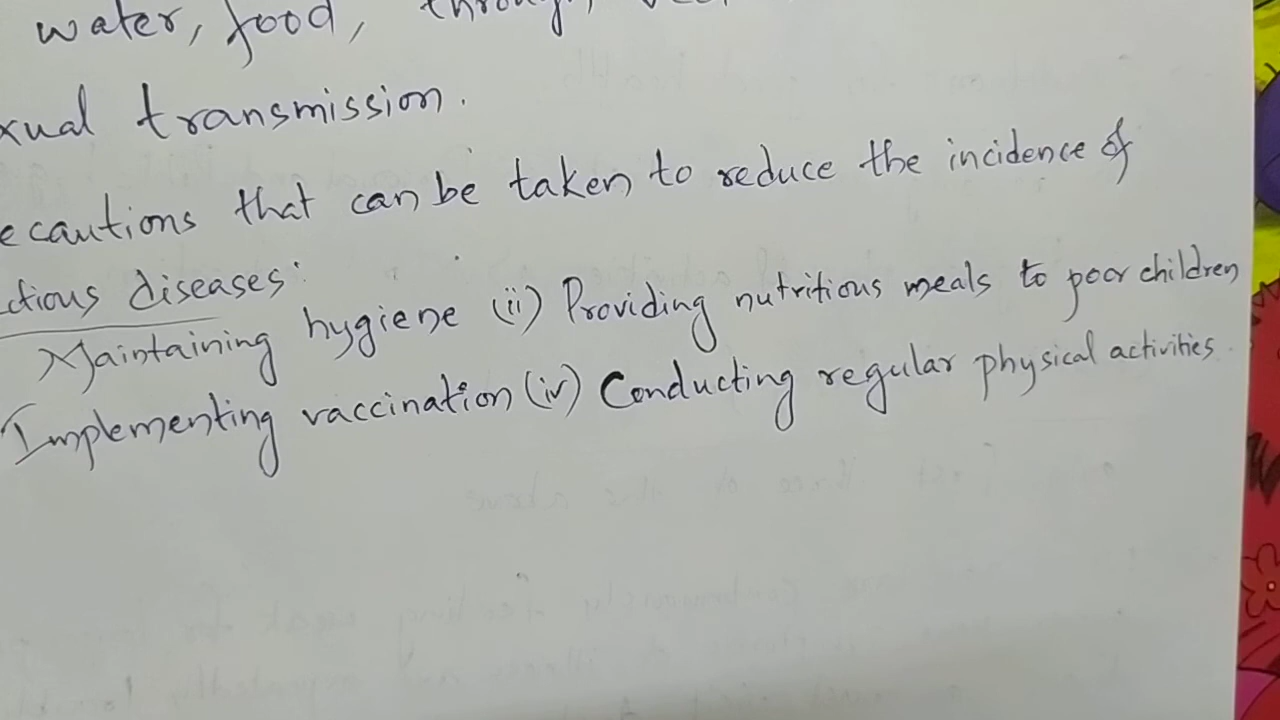 water, food, through,
xual transmission.
ecautions that can be taken to reduce the incidence of
ctious diseases:
Maintaining hygiene (ii) Providing nutritious meals to poor children
Implementing vaccination (iv) Conducting regular physical activities.